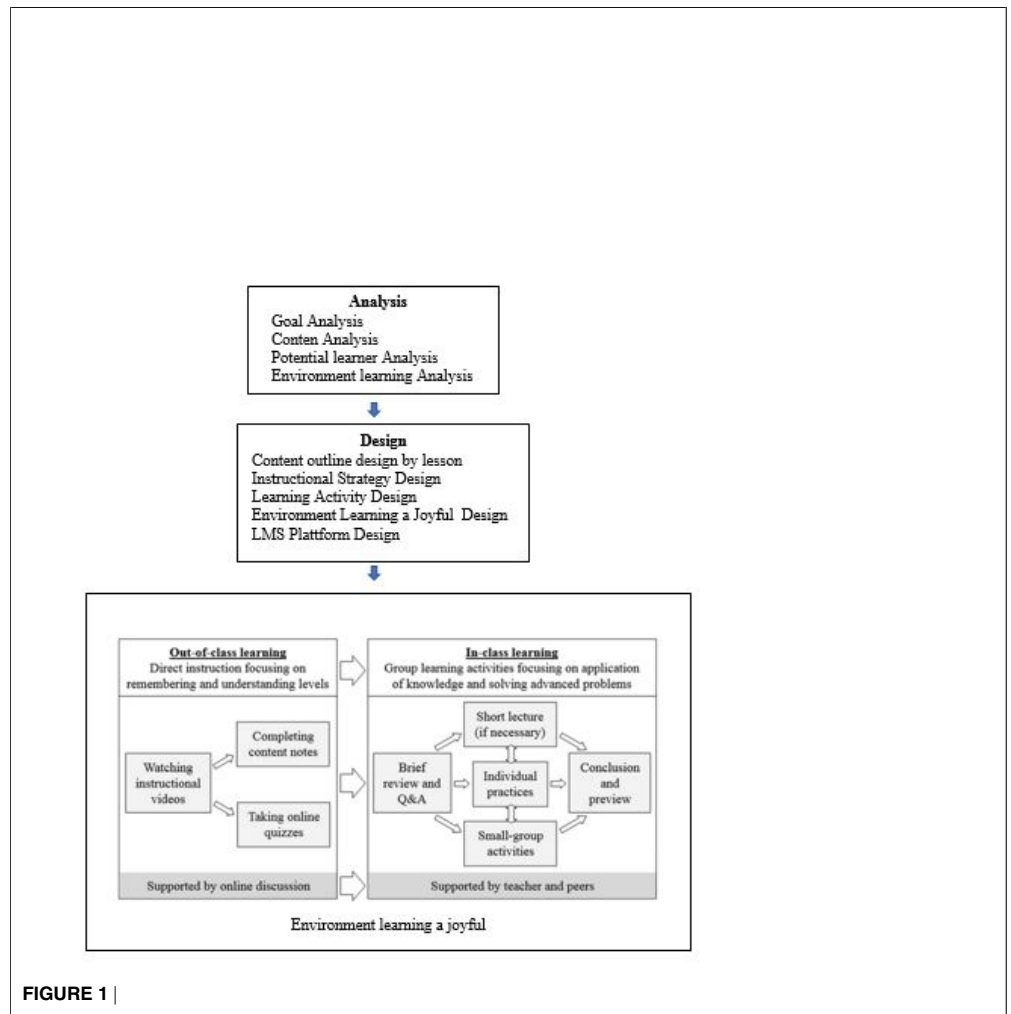 Analysis
Goal Analysis
Conten Analysis
Potential learner Analysis
Environment learning Analysis
Design
Content outline design by lesson
Instructional Strategy Design
Learning Activity Design
Environment Learning a Joyful Design
LMS Plattform Design
Out-of-class learning
Direct instruction focusing on
remembering and understanding levels
Watching
instructional
videos
Completing
content notes
Taking online
quizzes
Supported by online discussion
In-class learning
Group learning activities focusing on application
of knowledge and solving advanced problems
Brief
review and
Q&A
Short lecture
(if necessary)
Individual
practices
Small-group
activities
Conclusion
and
preview
Supported by teacher and peers
Environment learning a joyful
FIGURE 1 |